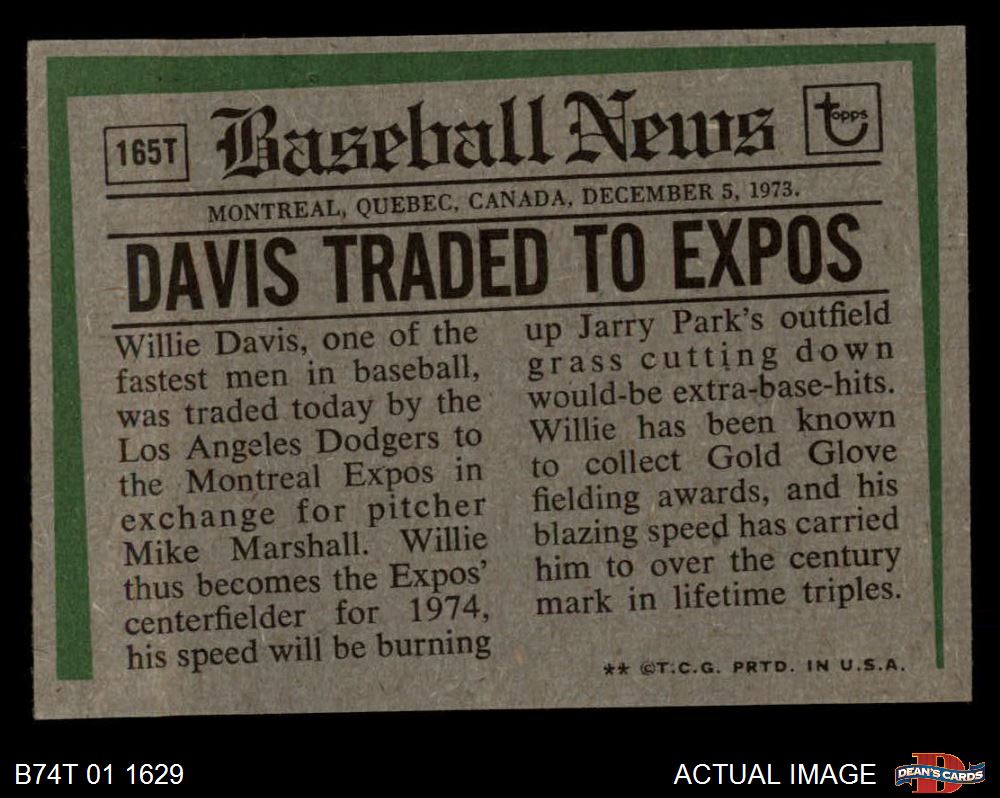 165T Baseball News topps
MONTREAL, QUEBEC, CANADA, DECEMBER 5, 1973.
DAVIS TRADED TO EXPOS
Willie Davis, one of the
fastest men in baseball,
was traded today by the
Los Angeles Dodgers to
the Montreal Expos in
exchange for pitcher
Mike Marshall. Willie
thus becomes the Expos'
centerfielder for 1974,
his speed will be burning
up Jarry Park's outfield
grass cutting down
would-be extra-base-hits.
Willie has been known
to collect Gold Glove
fielding awards, and his
blazing speed has carried
him to over the century
mark in lifetime triples.
** ©T.C.G. PRTD. IN U.S.A.
B74T 01 1629
ACTUAL IMAGE
DEAN'S CARDS